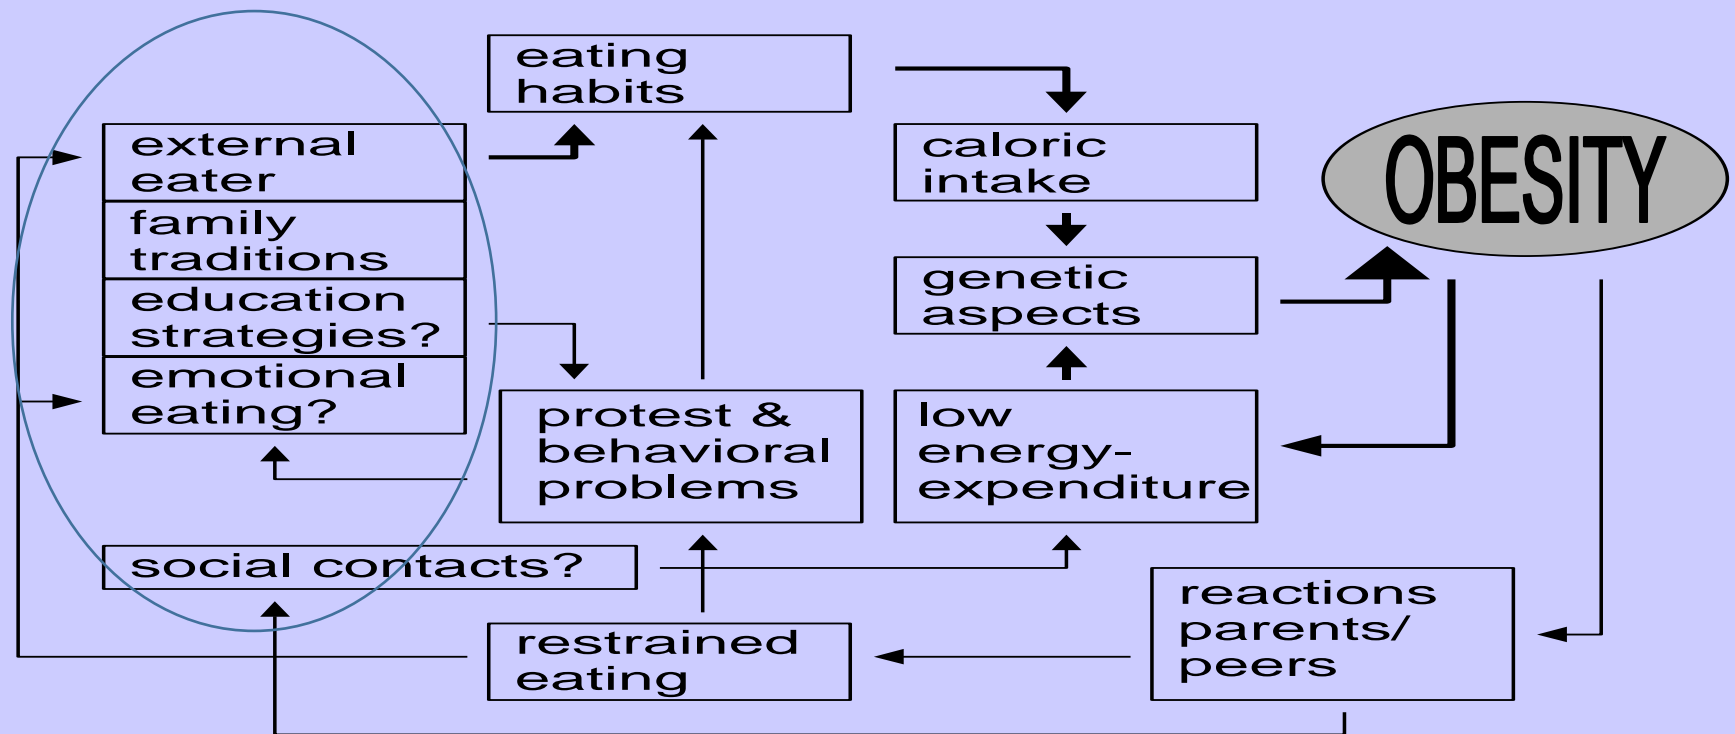 eating
habits
external
eater
family
traditions
education
strategies?
emotional
eating?
caloric
intake
OBESITY
genetic
aspects
protest &
behavioral
problems
low
energy-
expenditure
social contacts?
restrained
eating
reactions
parents/
peers